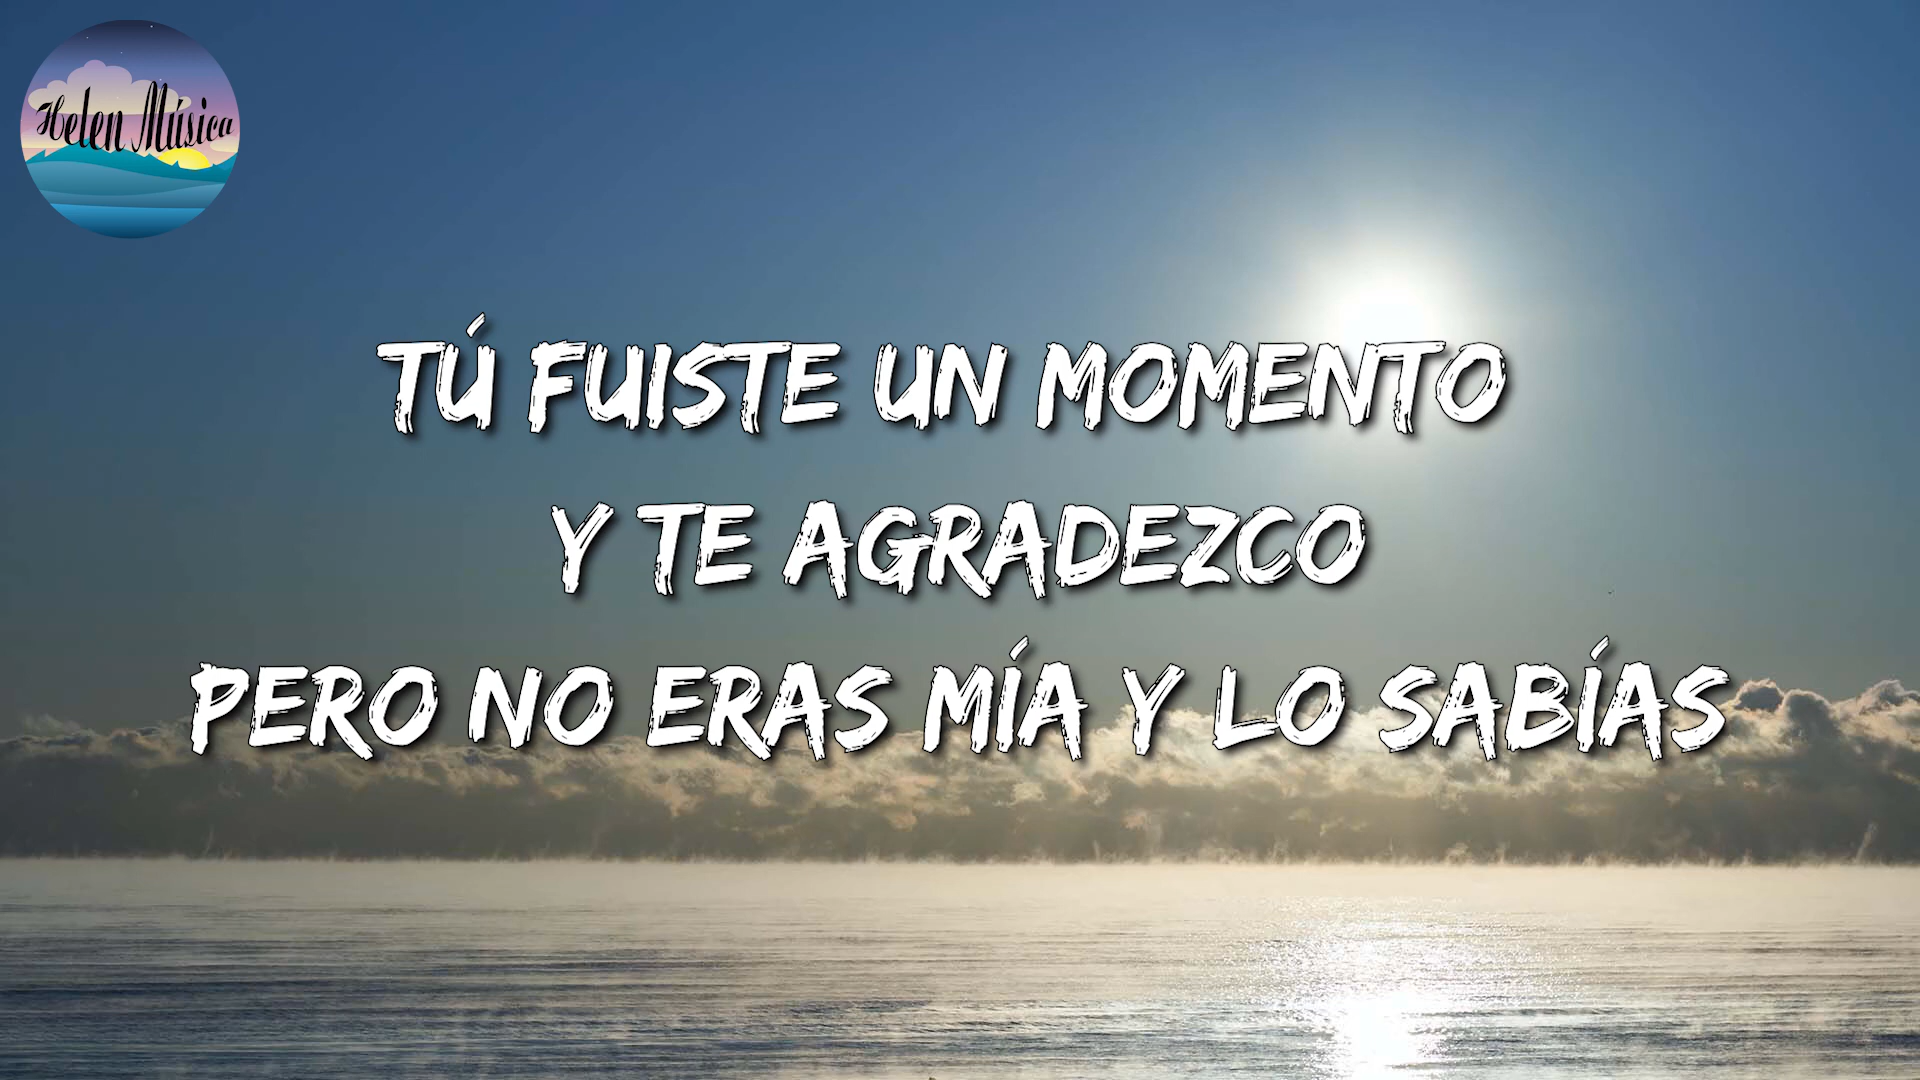 Helen Música
TÚ FUISTE UN MOMENTO
Y TE AGRADEZCO
PERO NO ERAS MÍA Y LO SABÍAS